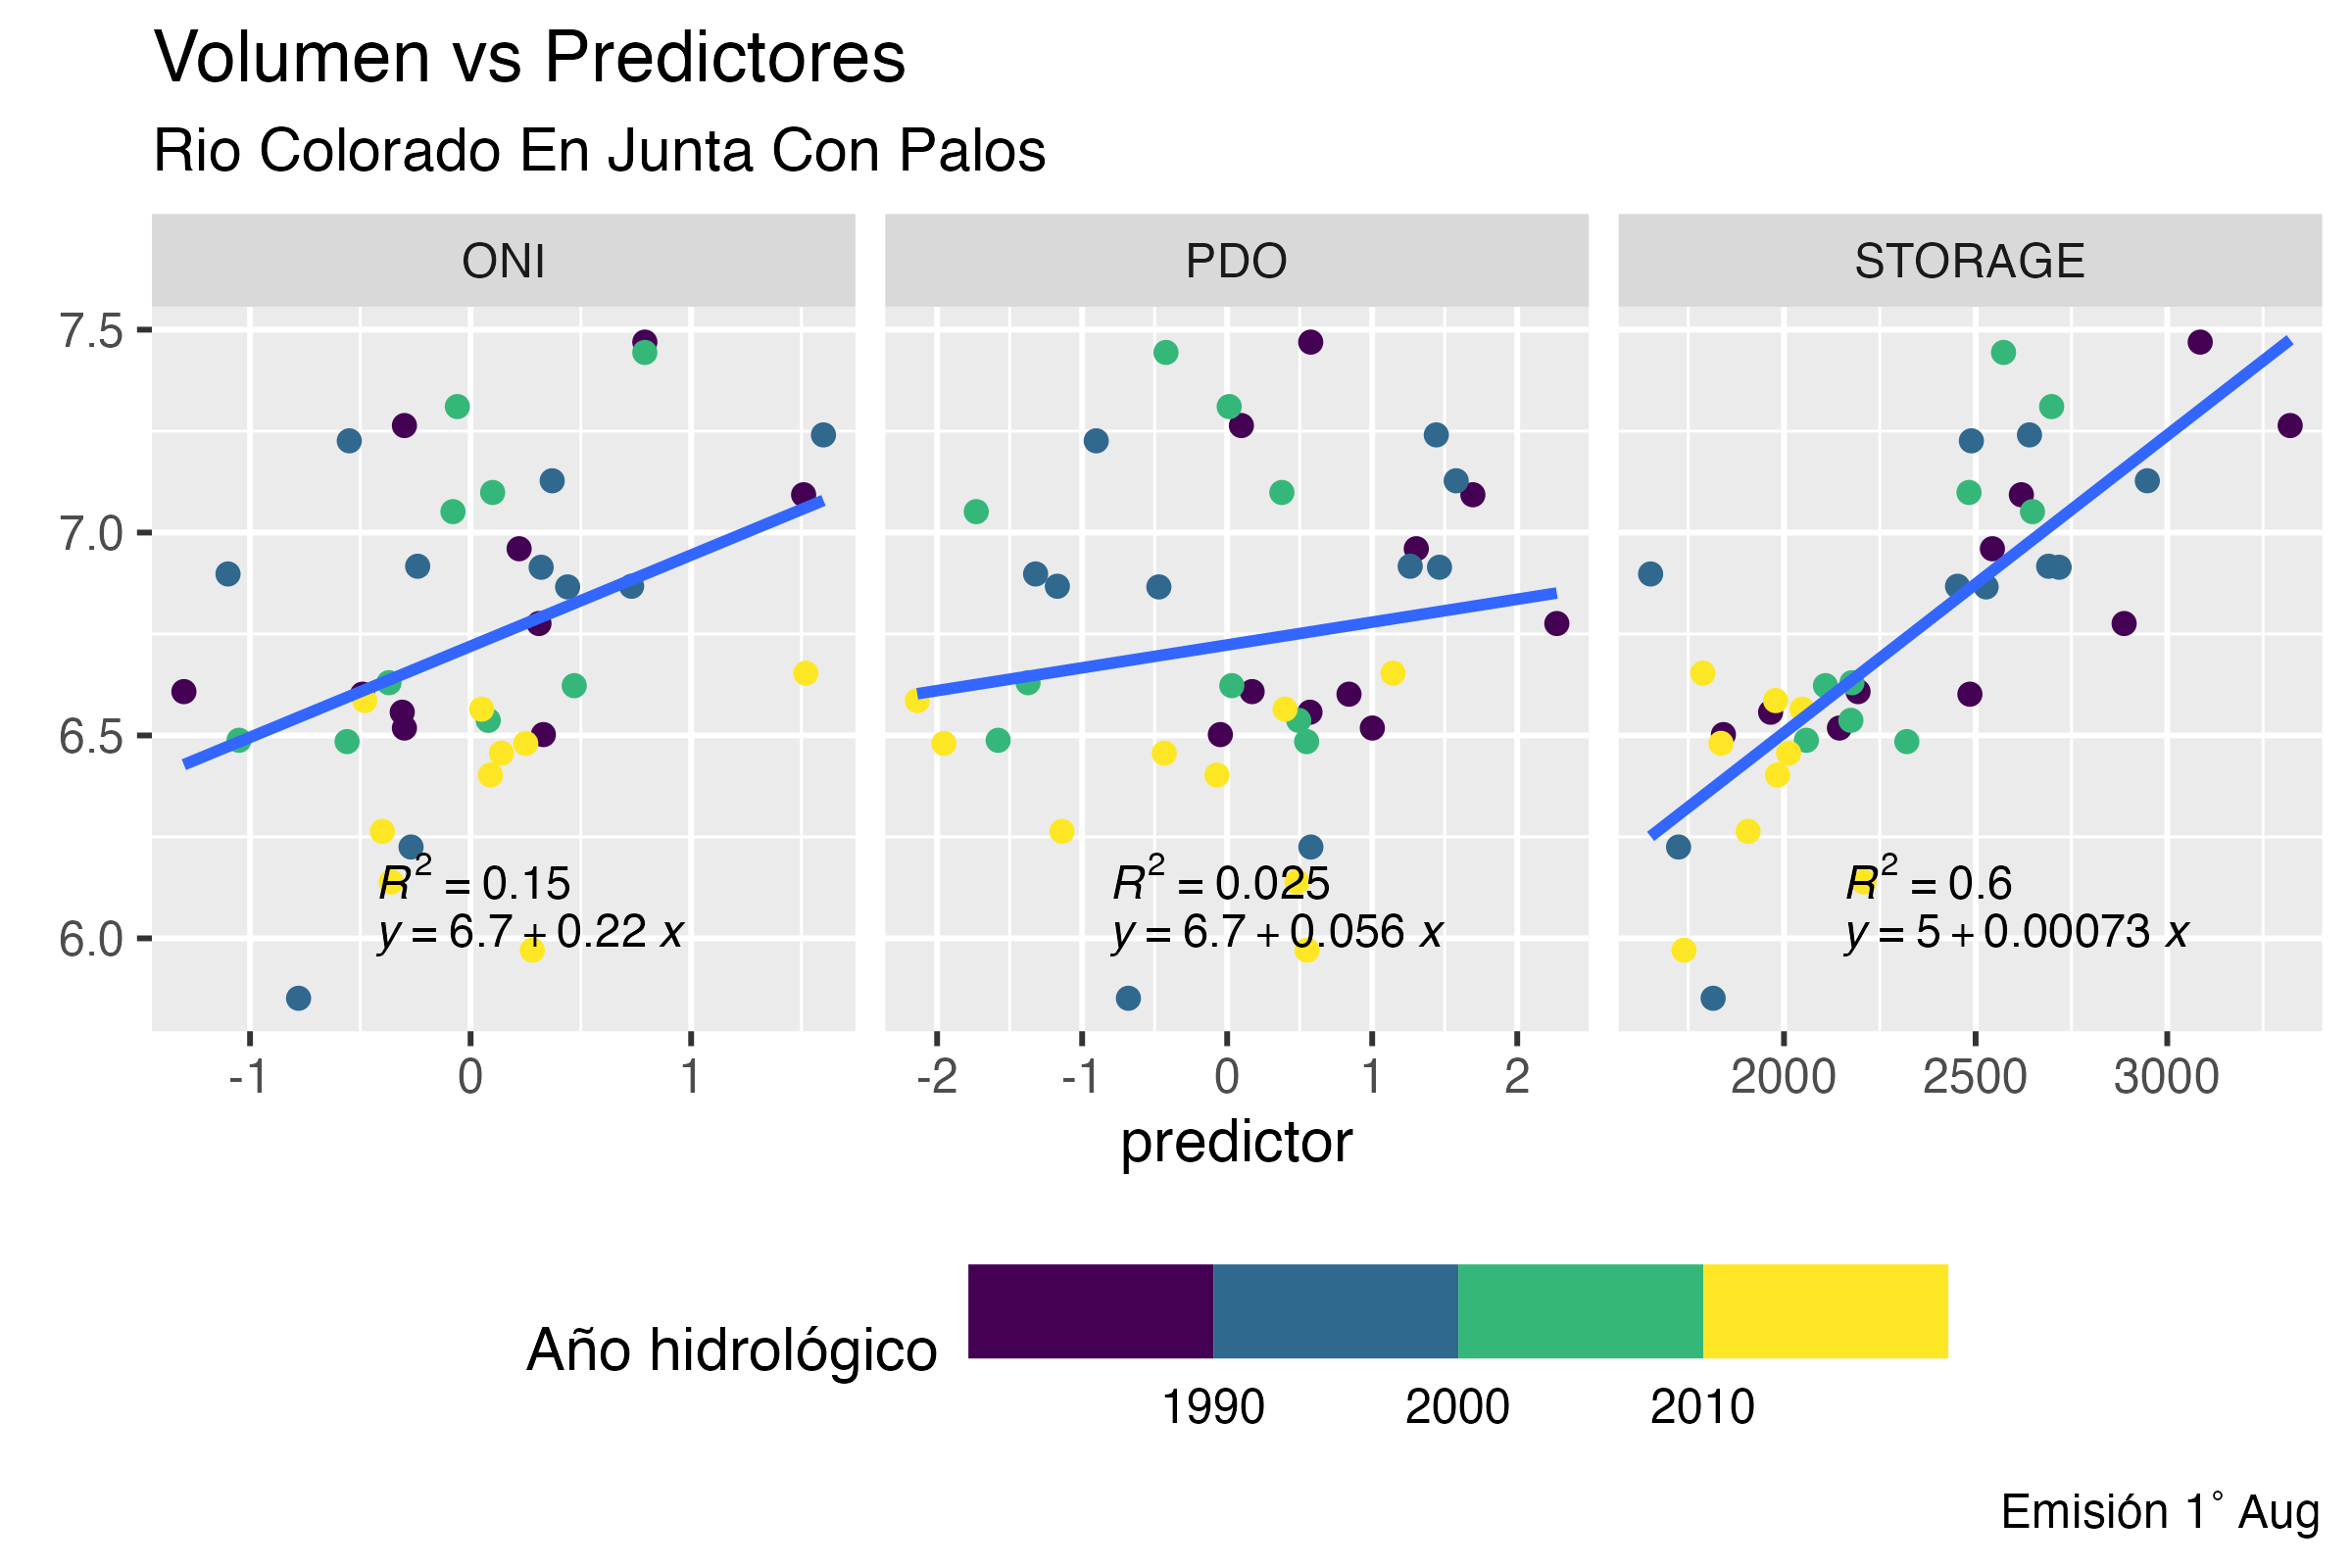 Volumen vs Predictores
Rio Colorado En Junta Con Palos
ONI PDO STORAGE
7.5
7.0
6.5
6.0
R² = 0.15
y = 6.7 + 0.22 x
R² = 0.025
y = 6.7 + 0.056 x
R² = 0.6
y = 5 + 0.00073 x
-1 0 1 -2 -1 0 1 2 2000 2500 3000
predictor
Año hidrológico
1990 2000 2010
Emisión 1° Aug